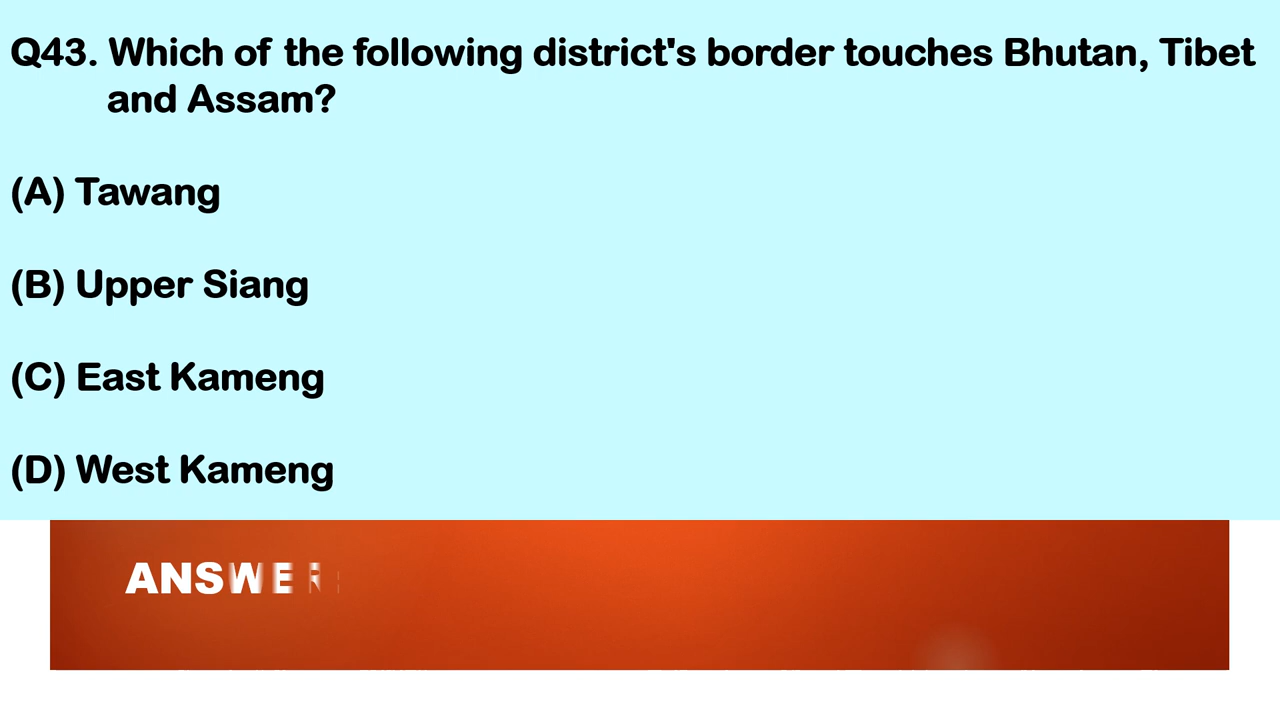 Q43. Which of the following district's border touches Bhutan, Tibet
and Assam?
(A) Tawang
(B) Upper Siang
(C) East Kameng
(D) West Kameng
ANSWER: